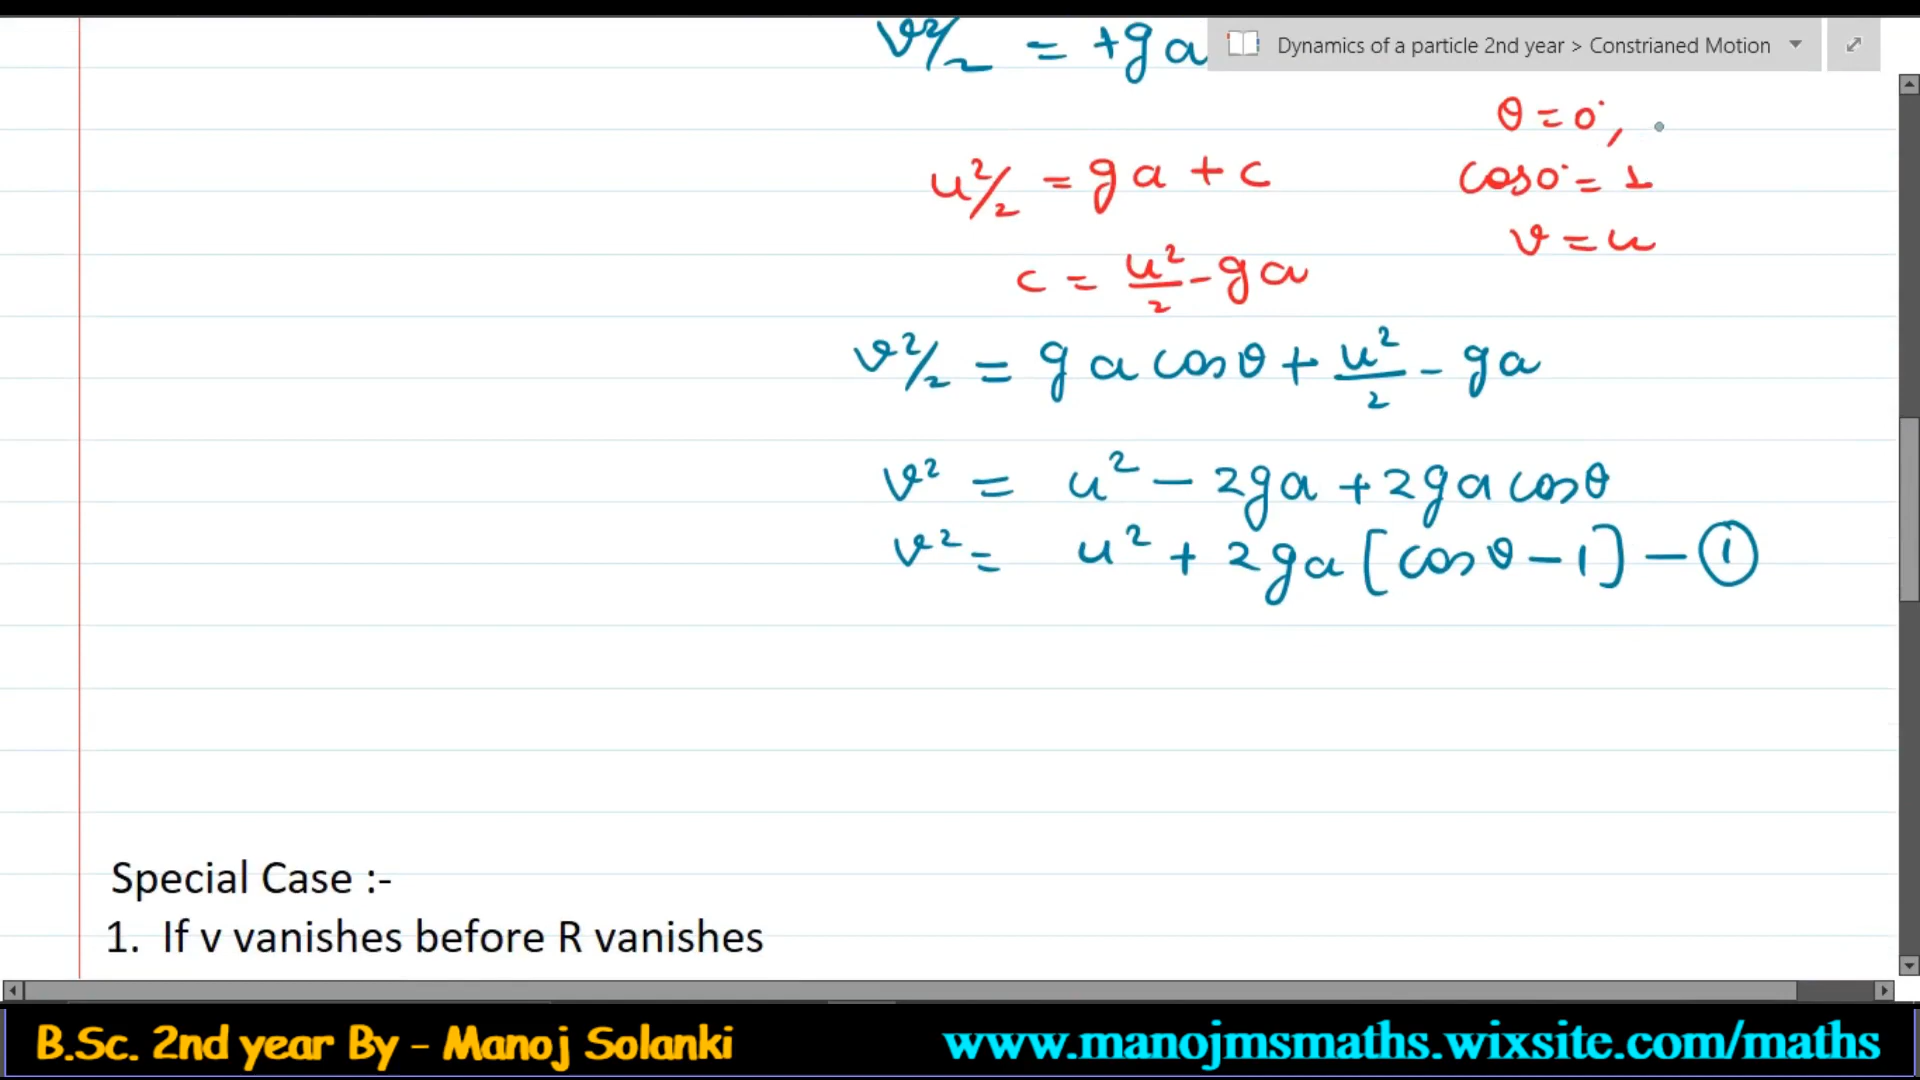 v²/2 = +ga
Dynamics of a particle 2nd year > Constrianed Motion
θ = 0°,
u²/2 = ga + c
cos0° = 1
v = u
c = u²/2 - ga
v²/2 = ga cosθ + u²/2 - ga
v² = u² - 2ga + 2ga cosθ
v² = u² + 2ga [cosθ - 1] - ①
Special Case :-
1. If v vanishes before R vanishes
B.Sc. 2nd year By - Manoj Solanki
www.manojmsmaths.wixsite.com/maths